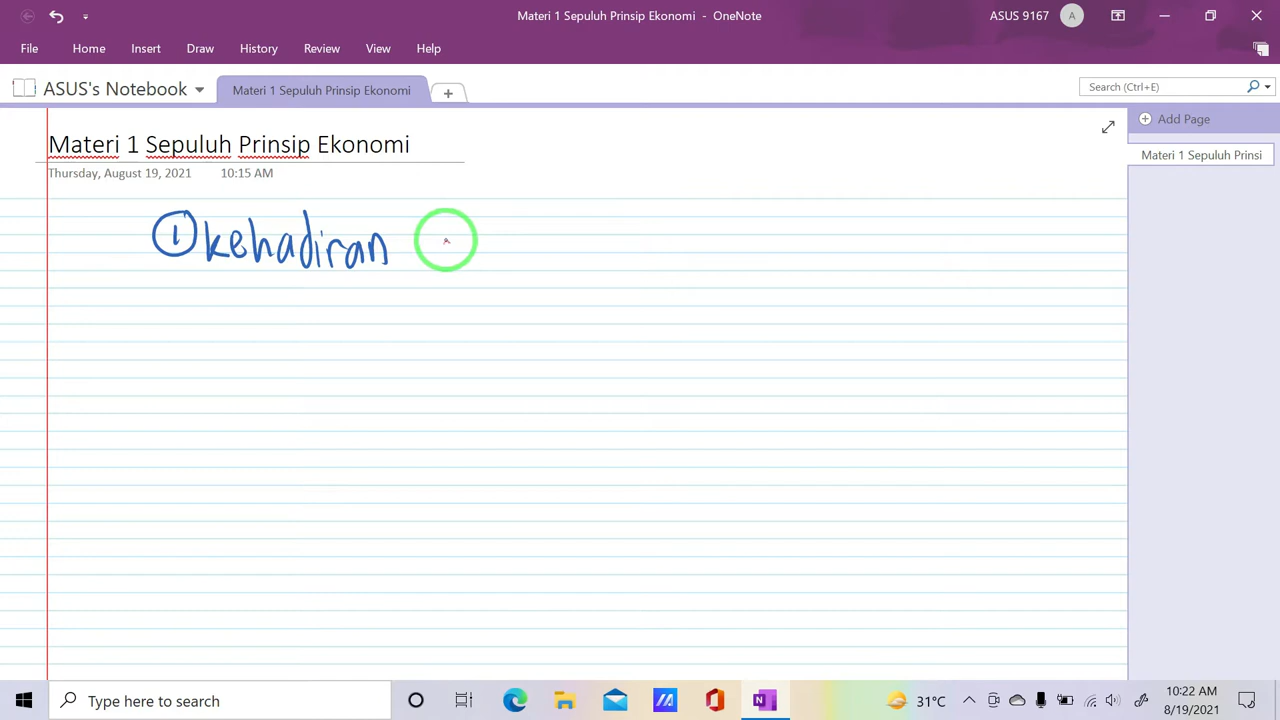 Materi 1 Sepuluh Prinsip Ekonomi - OneNote
ASUS 9167
A
File Home Insert Draw History Review View Help
ASUS's Notebook
Materi 1 Sepuluh Prinsip Ekonomi
Search (Ctrl+E)
Add Page
Materi 1 Sepuluh Prinsi
Materi 1 Sepuluh Prinsip Ekonomi
Thursday, August 19, 2021 10:15 AM
1 kehadiran
Type here to search
31°C
10:22 AM
8/19/2021